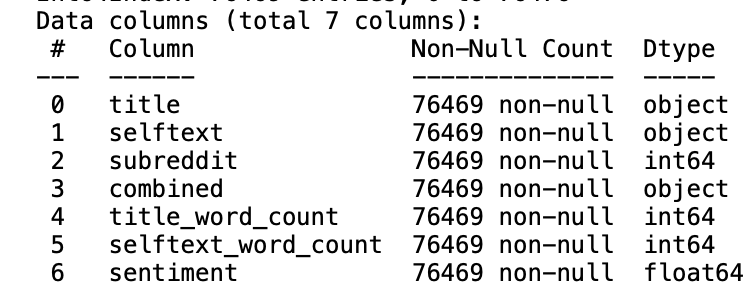 Data columns (total 7 columns):
 #   Column              Non-Null Count  Dtype
---  ------              --------------  -----
 0   title               76469 non-null  object
 1   selftext            76469 non-null  object
 2   subreddit           76469 non-null  int64
 3   combined            76469 non-null  object
 4   title_word_count    76469 non-null  int64
 5   selftext_word_count 76469 non-null  int64
 6   sentiment           76469 non-null  float64